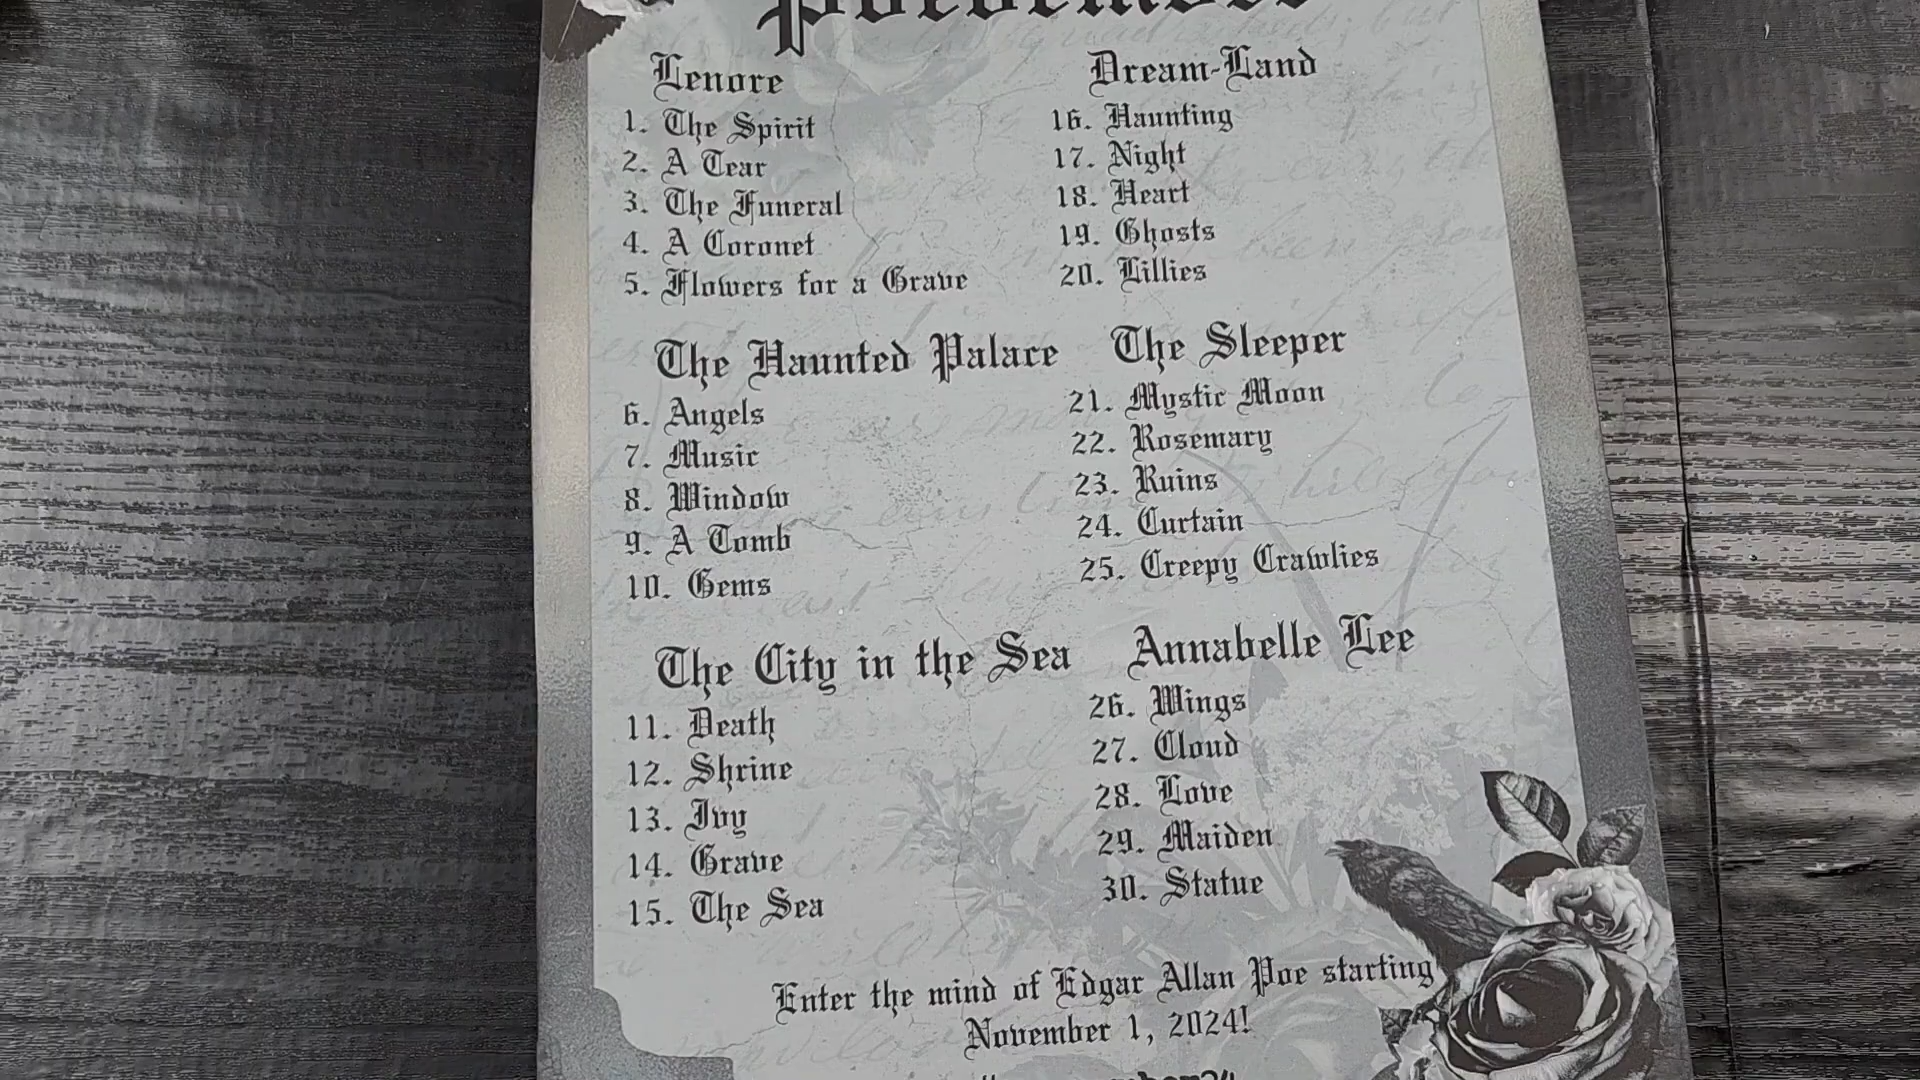 Lenore
1. The Spirit
2. A Tear
3. The Funeral
4. A Coronet
5. Flowers for a Grave
The Haunted Palace
6. Angels
7. Music
8. Window
9. A Tomb
10. Gems
The City in the Sea
11. Death
12. Shrine
13. Ivy
14. Grave
15. The Sea
Dream-Land
16. Haunting
17. Night
18. Heart
19. Ghosts
20. Lillies
The Sleeper
21. Mystic Moon
22. Rosemary
23. Ruins
24. Curtain
25. Creepy Crawlies
Annabelle Lee
26. Wings
27. Cloud
28. Love
29. Maiden
30. Statue
Enter the mind of Edgar Allan Poe starting
November 1, 2024!